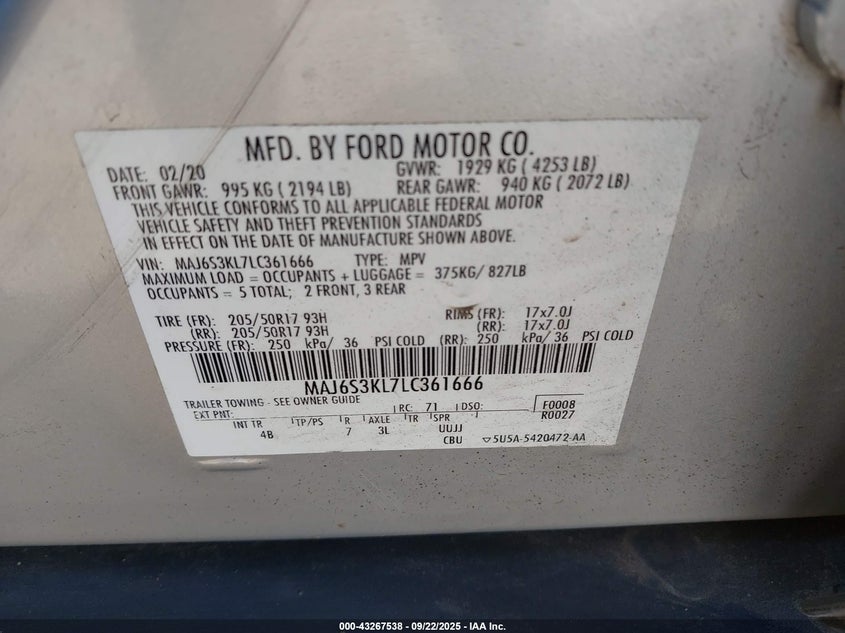 MFD. BY FORD MOTOR CO.
DATE: 02/20 GVWR: 1929 KG ( 4253 LB)
FRONT GAWR: 995 KG ( 2194 LB) REAR GAWR: 940 KG ( 2072 LB)
THIS VEHICLE CONFORMS TO ALL APPLICABLE FEDERAL MOTOR
VEHICLE SAFETY AND THEFT PREVENTION STANDARDS
IN EFFECT ON THE DATE OF MANUFACTURE SHOWN ABOVE.
VIN: MAJ6S3KL7LC361666 TYPE: MPV
MAXIMUM LOAD = OCCUPANTS + LUGGAGE = 375KG/ 827LB
OCCUPANTS = 5 TOTAL; 2 FRONT, 3 REAR
TIRE (FR): 205/50R17 93H RIMS (FR): 17x7.0J
(RR): 205/50R17 93H (RR): 17x7.0J
PRESSURE (FR): 250 kPa/ 36 PSI COLD (RR): 250 kPa/ 36 PSI COLD
MAJ6S3KL7LC361666
TRAILER TOWING - SEE OWNER GUIDE
EXT PNT: RC: 71 DSO: F0008
R0027
INT TR TP/PS R AXLE TR SPR
4B 7 3L UUJJ
CBU 5U5A-5420472-AA
000-43267538 - 09/22/2025 - IAA Inc.